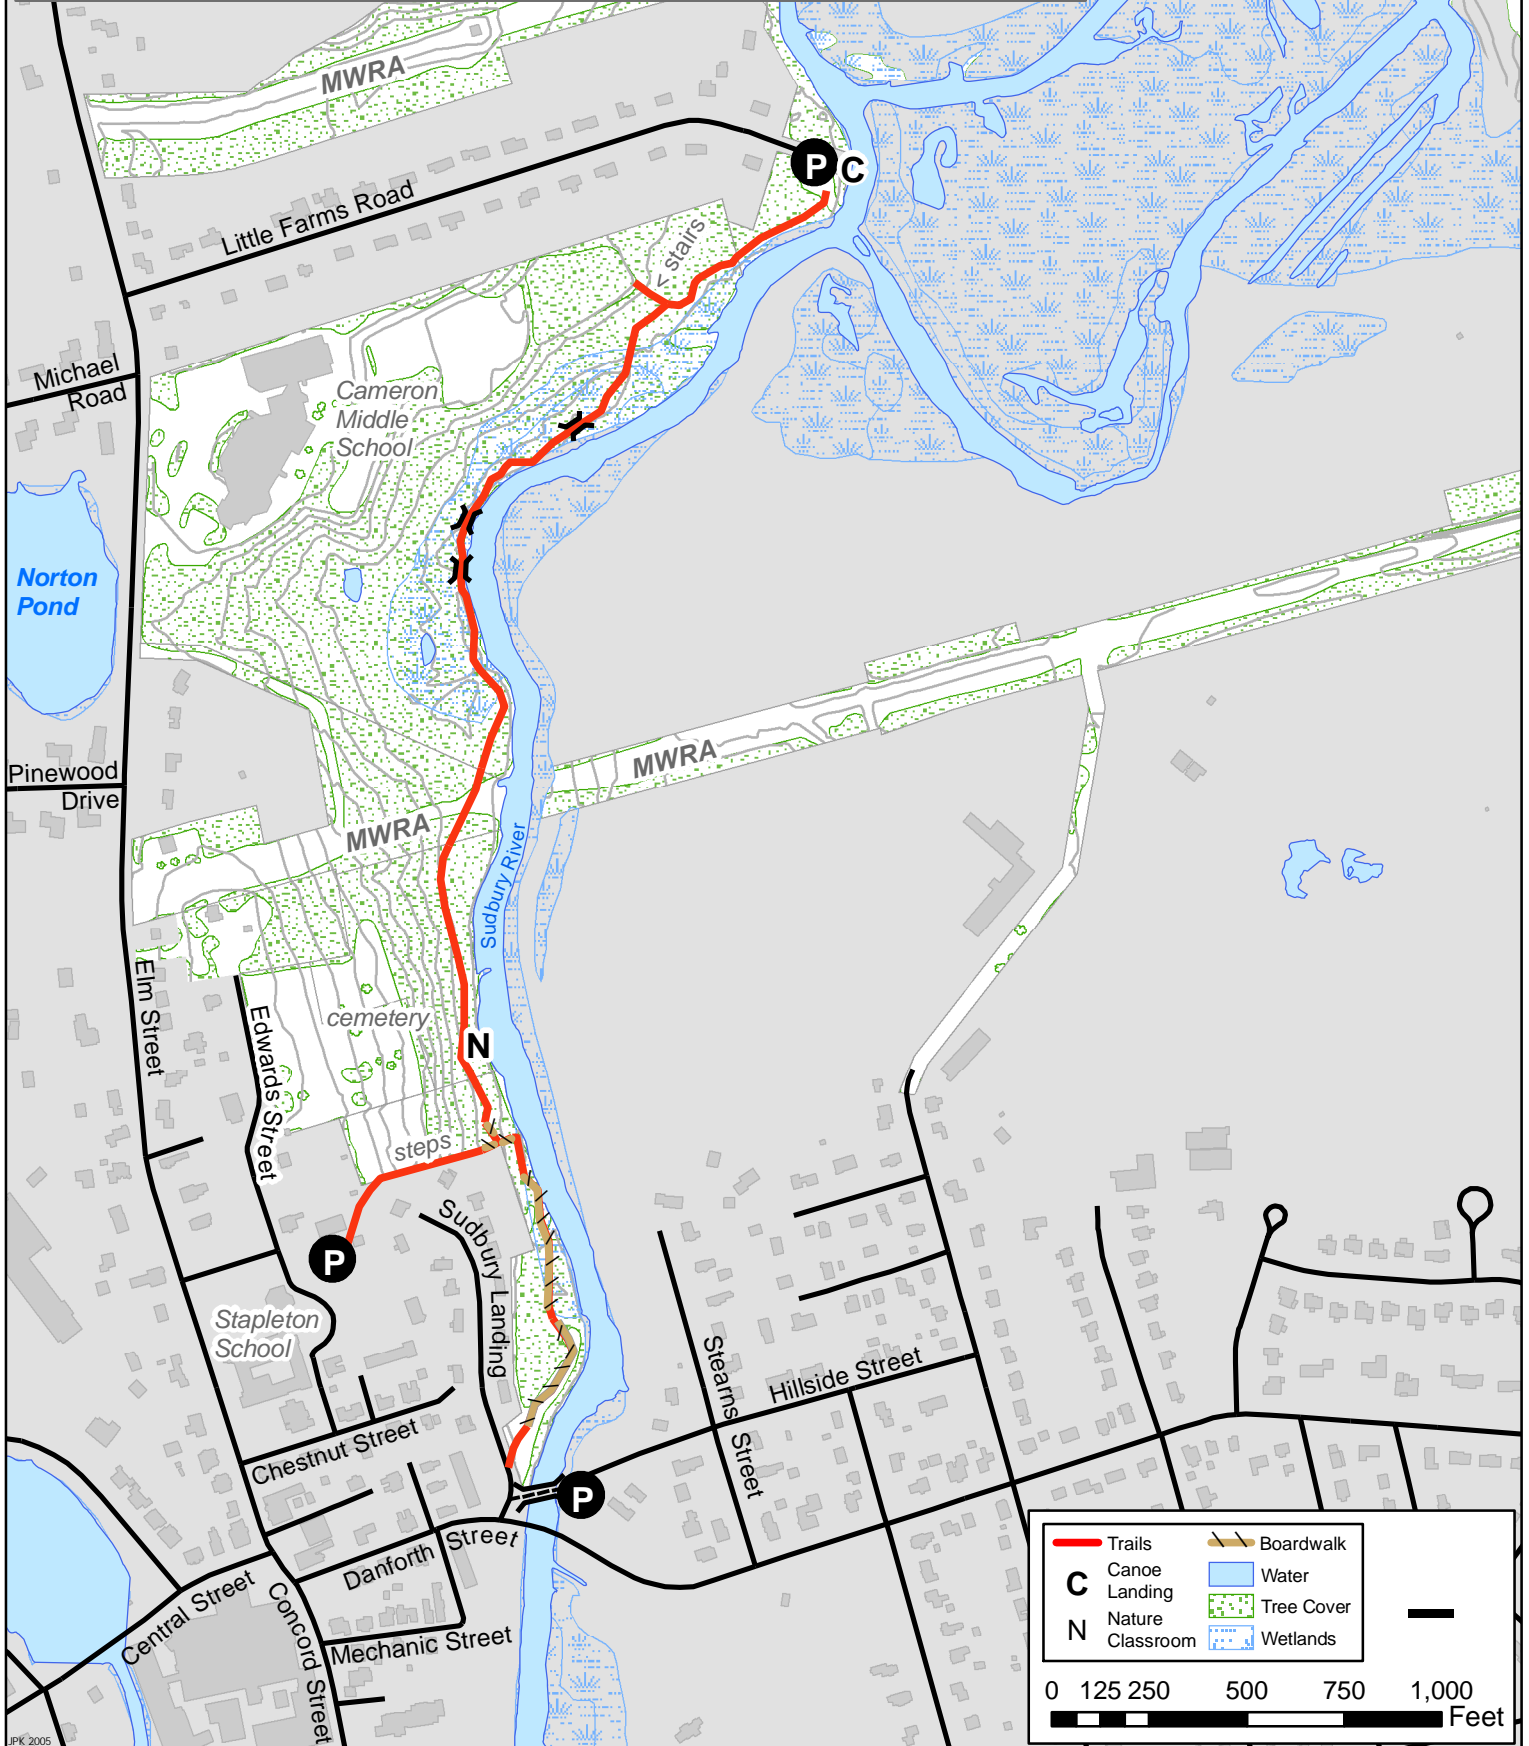 MWRA
P
C
Little Farms Road
< stairs
Michael
Road
Cameron
Middle
School
Norton
Pond
MWRA
Pinewood
Drive
MWRA
Sudbury River
Elm Street
Edwards Street
cemetery
N
steps
Sudbury Landing
P
Stapleton
School
Stearns Street
Hillside Street
Chestnut Street
P
Danforth Street
Central Street
Concord Street
Mechanic Street
Trails
Boardwalk
C
Canoe
Landing
Water
N
Nature
Classroom
Tree Cover
Wetlands
0 125 250 500 750 1,000
Feet
JPK 2005